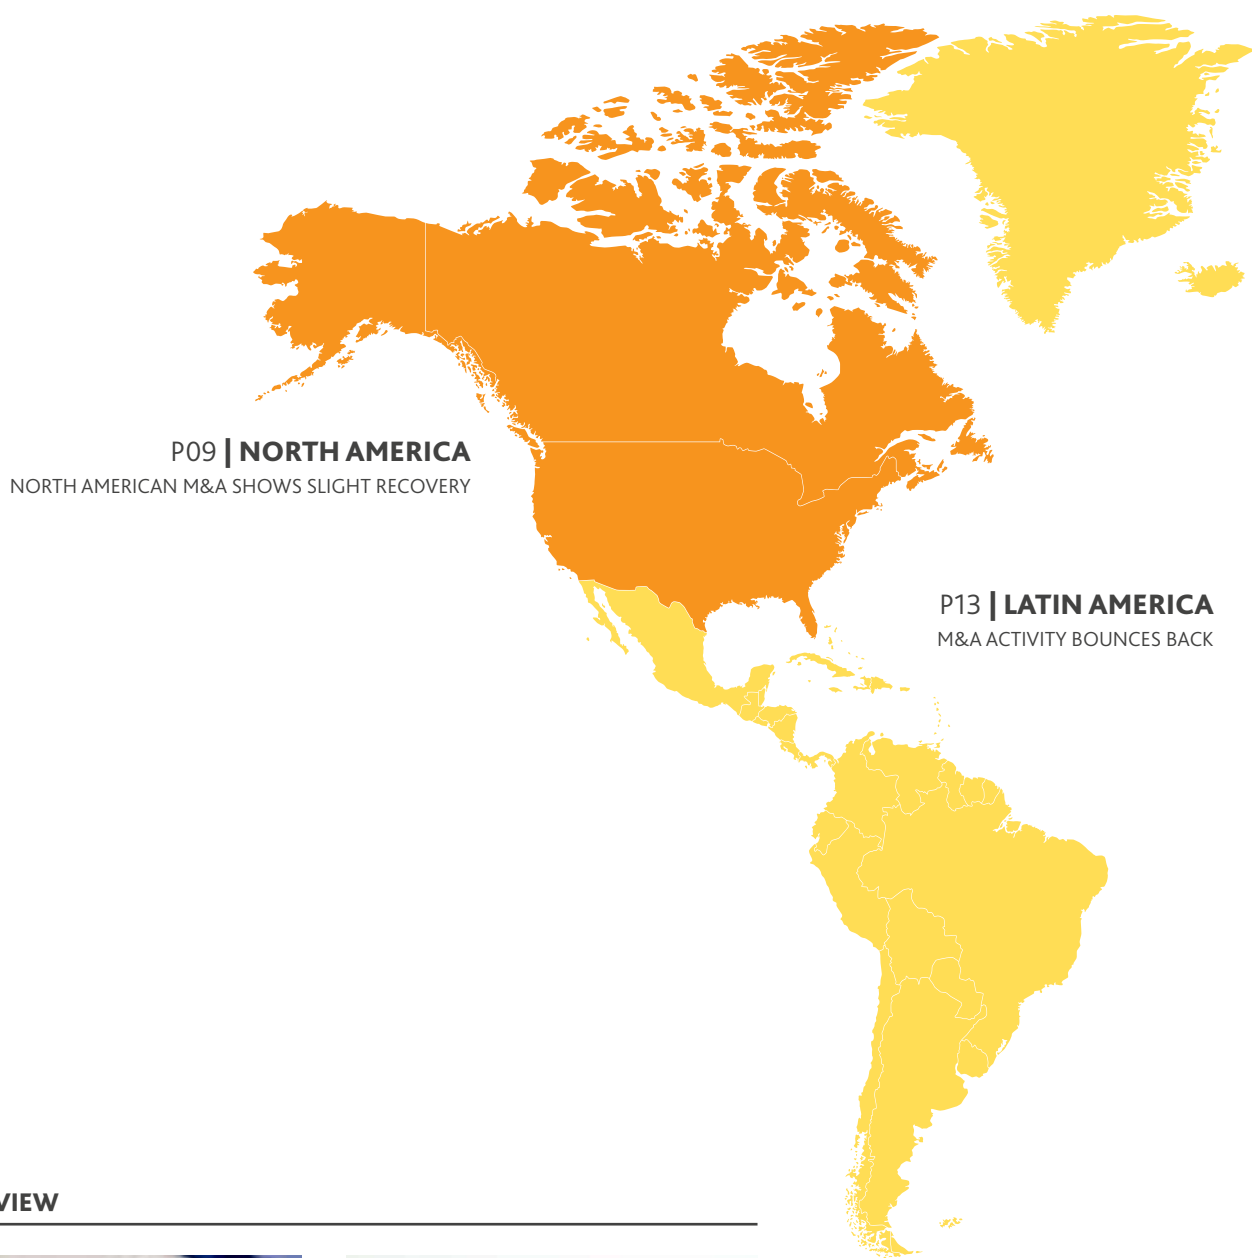 P09 | NORTH AMERICA
NORTH AMERICAN M&A SHOWS SLIGHT RECOVERY
P13 | LATIN AMERICA
M&A ACTIVITY BOUNCES BACK
VIEW